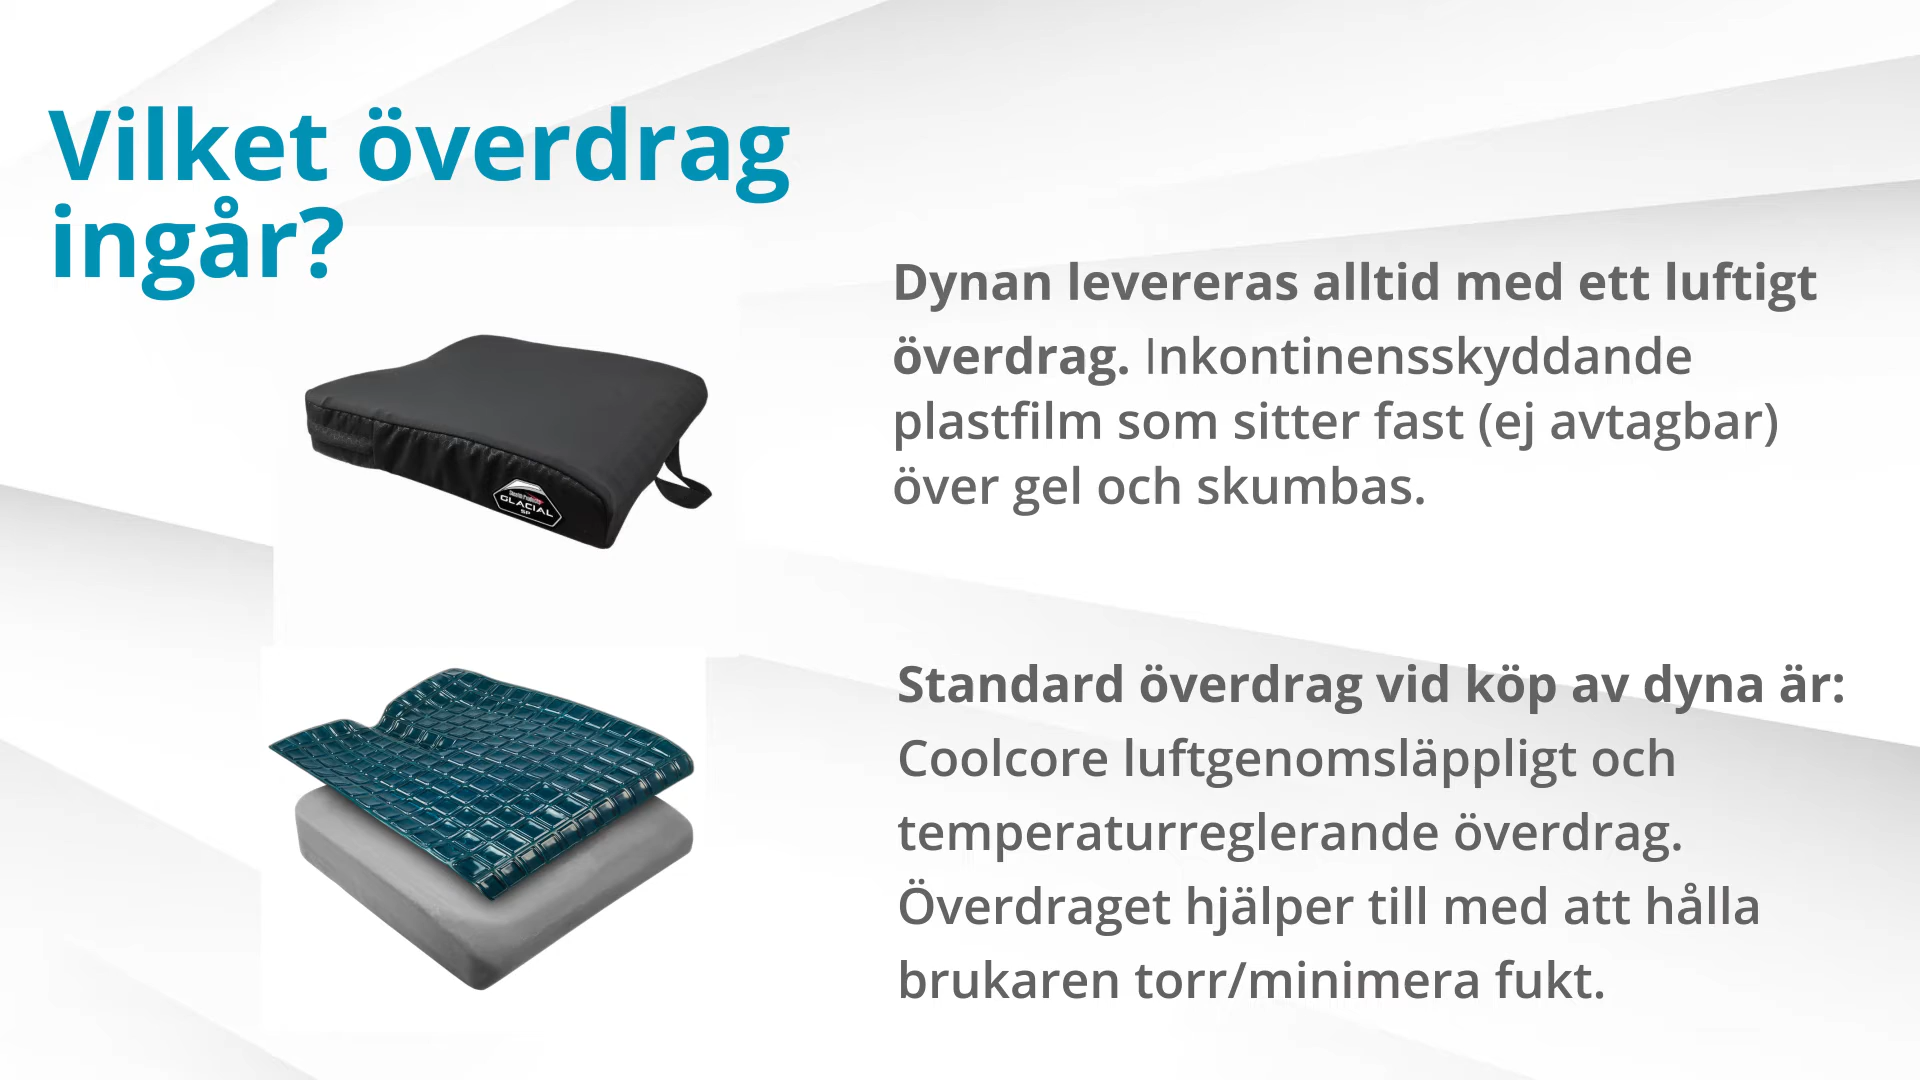 Vilket överdrag
ingår?
Dynan levereras alltid med ett luftigt
överdrag. Inkontinensskyddande
plastfilm som sitter fast (ej avtagbar)
över gel och skumbas.
GLACIAL
SP
Standard överdrag vid köp av dyna är:
Coolcore luftgenomsläppligt och
temperaturreglerande överdrag.
Överdraget hjälper till med att hålla
brukaren torr/minimera fukt.